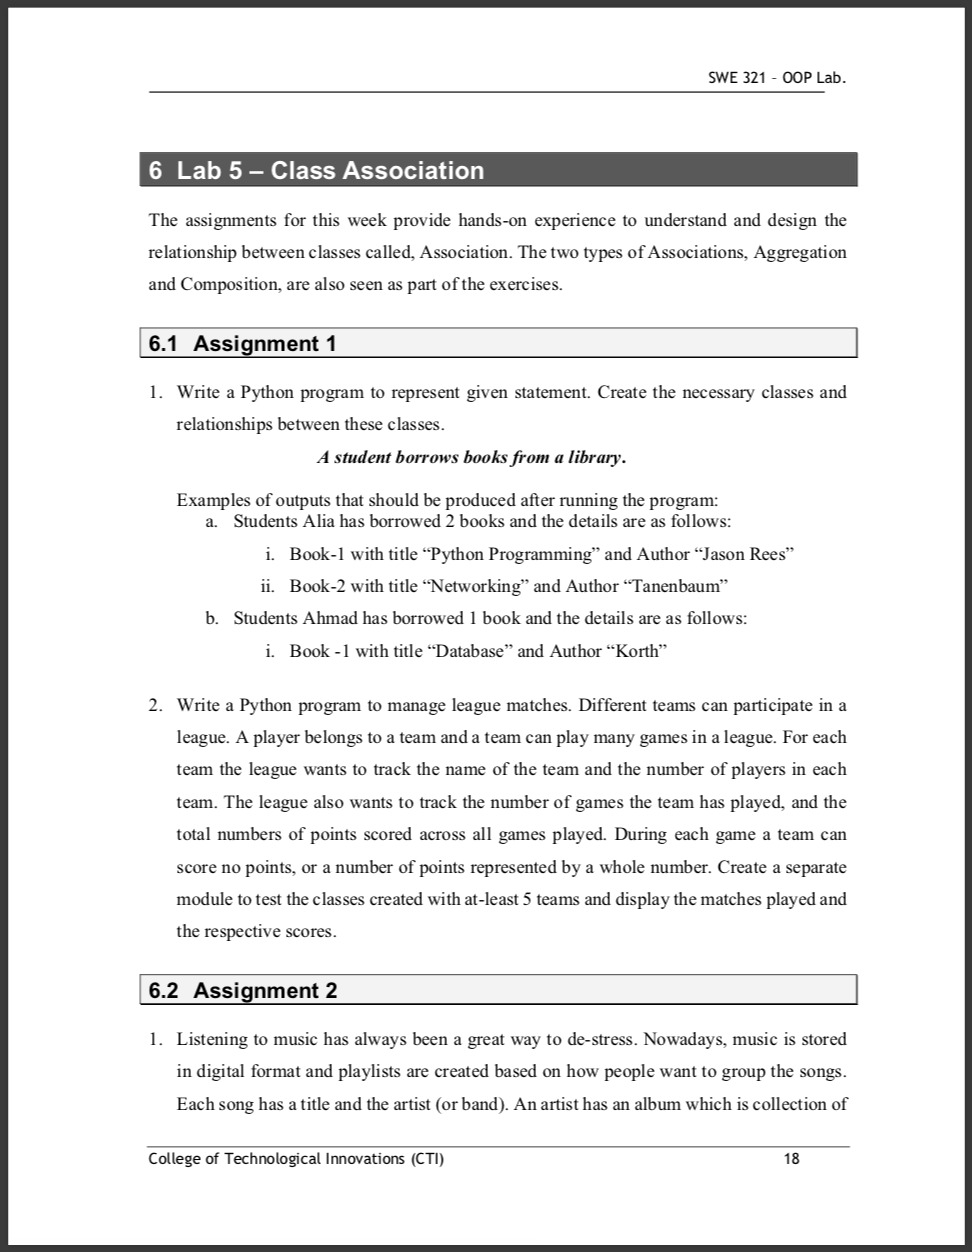 SWE 321 – OOP Lab.
6 Lab 5 – Class Association
The assignments for this week provide hands-on experience to understand and design the
relationship between classes called, Association. The two types of Associations, Aggregation
and Composition, are also seen as part of the exercises.
6.1 Assignment 1
1. Write a Python program to represent given statement. Create the necessary classes and
relationships between these classes.
A student borrows books from a library.
Examples of outputs that should be produced after running the program:
a. Students Alia has borrowed 2 books and the details are as follows:
i. Book-1 with title “Python Programming” and Author “Jason Rees”
ii. Book-2 with title “Networking” and Author “Tanenbaum”
b. Students Ahmad has borrowed 1 book and the details are as follows:
i. Book -1 with title “Database” and Author “Korth”
2. Write a Python program to manage league matches. Different teams can participate in a
league. A player belongs to a team and a team can play many games in a league. For each
team the league wants to track the name of the team and the number of players in each
team. The league also wants to track the number of games the team has played, and the
total numbers of points scored across all games played. During each game a team can
score no points, or a number of points represented by a whole number. Create a separate
module to test the classes created with at-least 5 teams and display the matches played and
the respective scores.
6.2 Assignment 2
1. Listening to music has always been a great way to de-stress. Nowadays, music is stored
in digital format and playlists are created based on how people want to group the songs.
Each song has a title and the artist (or band). An artist has an album which is collection of
College of Technological Innovations (CTI) 18